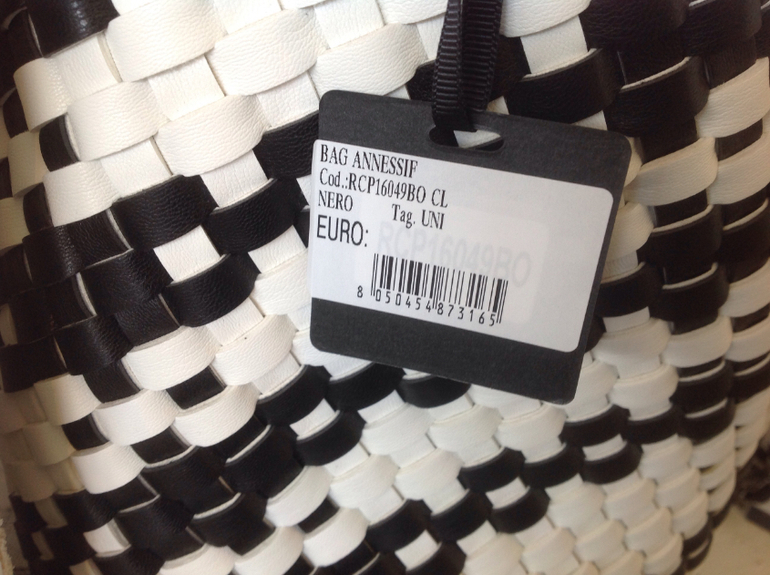 BAG ANNESSIF
Cod.:RCP16049BO CL
NERO Tag. UNI
EURO:
RCP16049BO
8 050454 873165